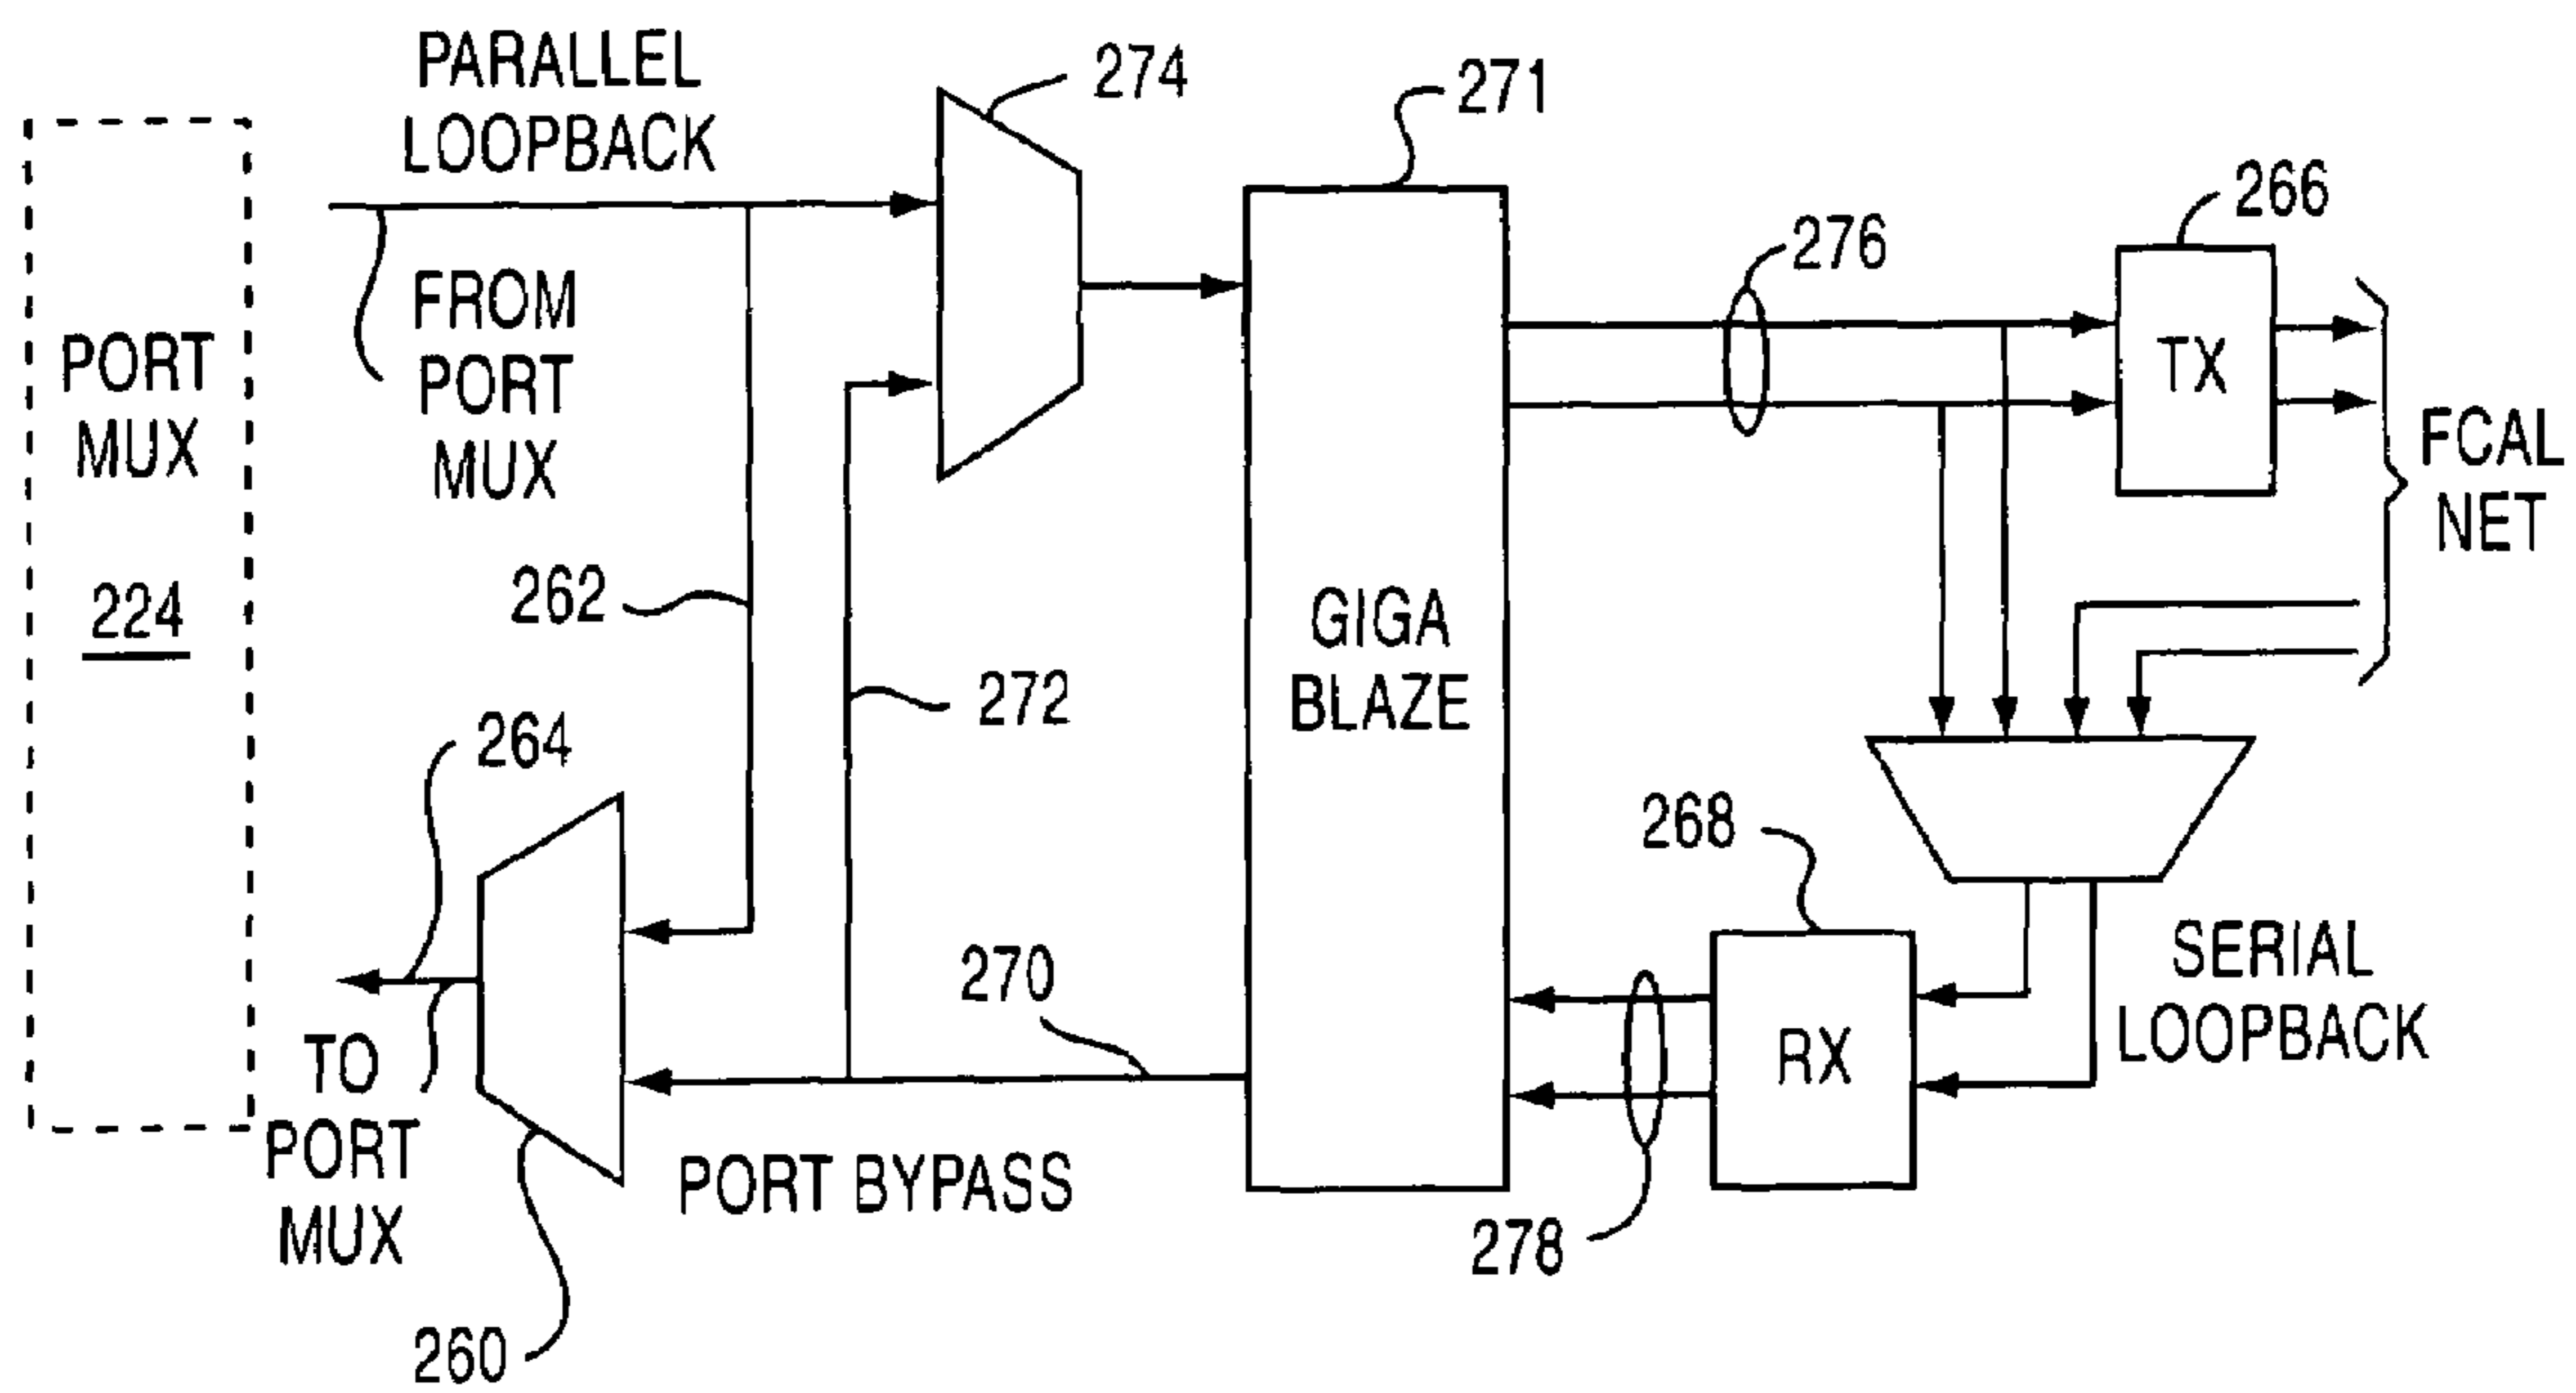 PARALLEL
LOOPBACK
274
271
266
276
FROM
PORT
MUX
PORT
MUX
224
TX
FCAL
NET
262
GIGA
BLAZE
272
264
268
SERIAL
LOOPBACK
270
RX
TO
PORT
MUX
PORT BYPASS
278
260